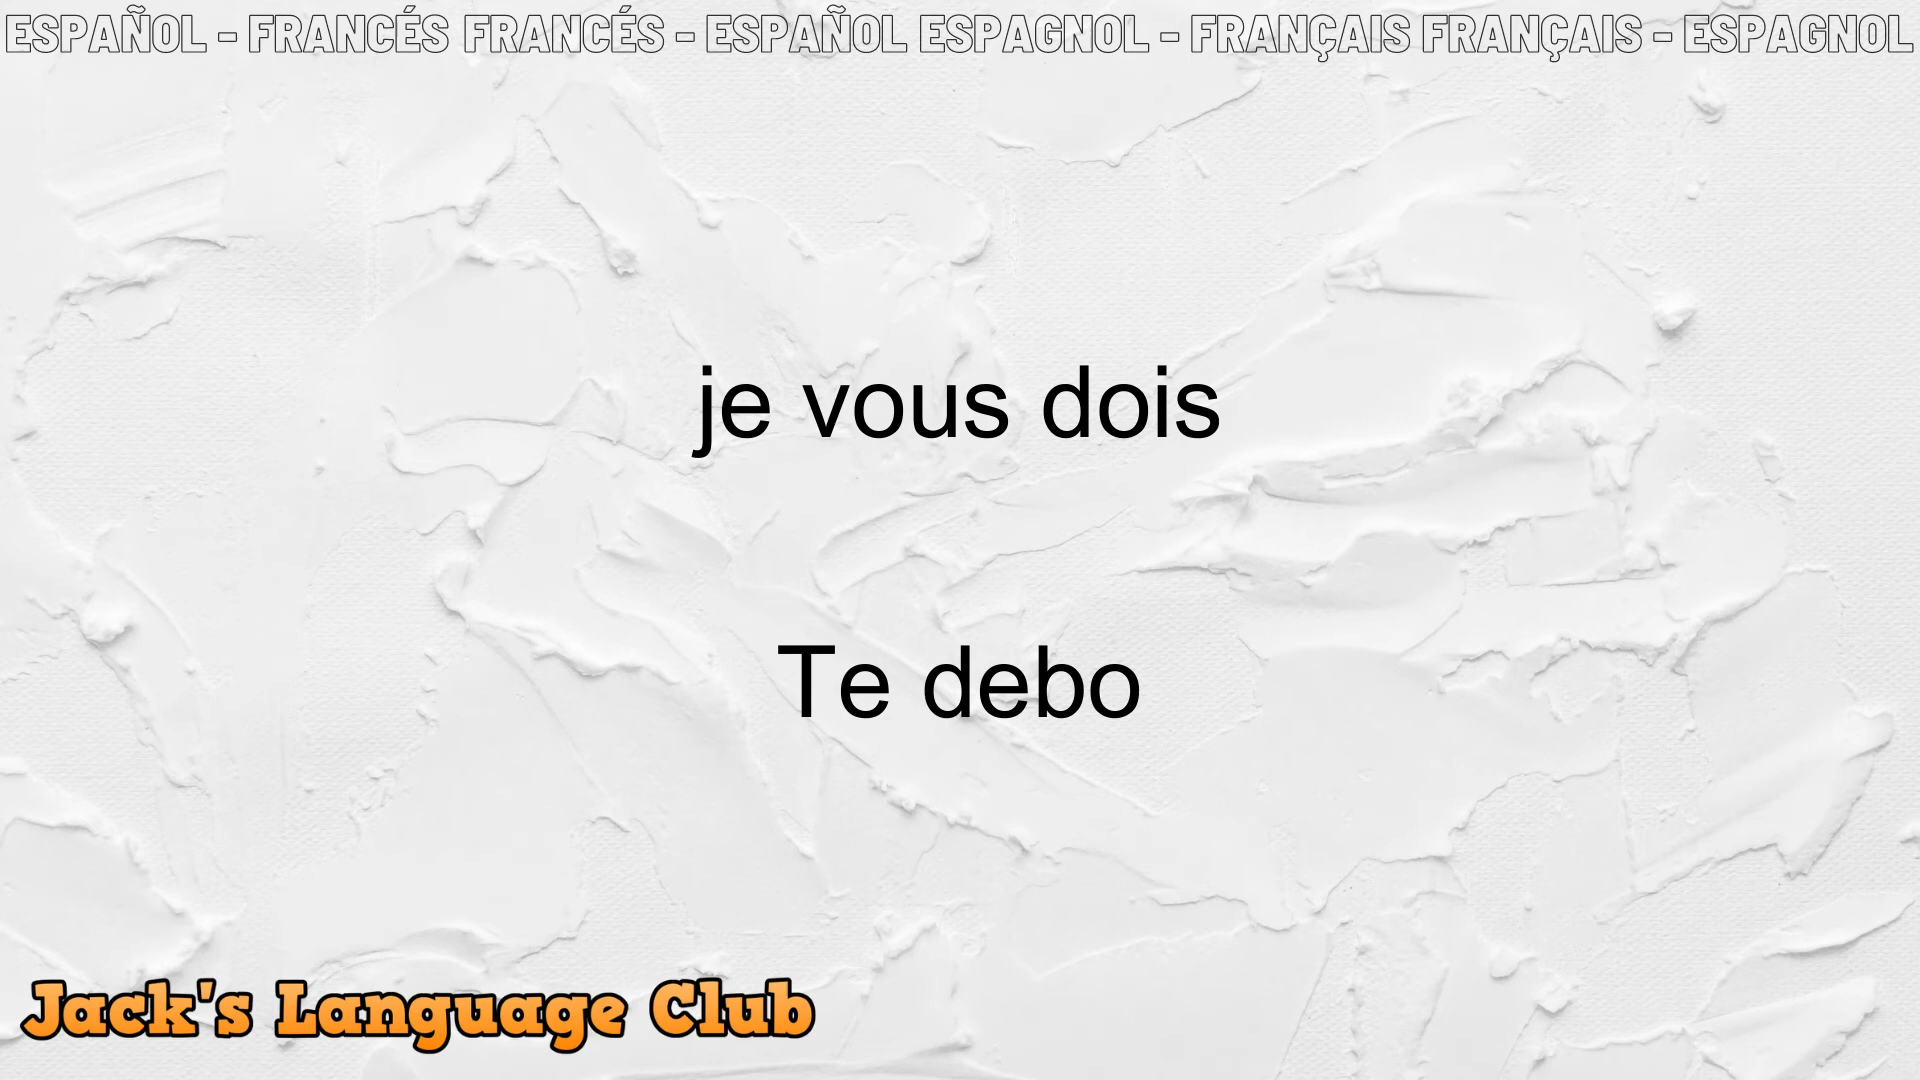 ESPAÑOL - FRANCÉS FRANCÉS - ESPAÑOL ESPAGNOL - FRANÇAIS FRANÇAIS - ESPAGNOL
je vous dois
Te debo
Jack's Language Club